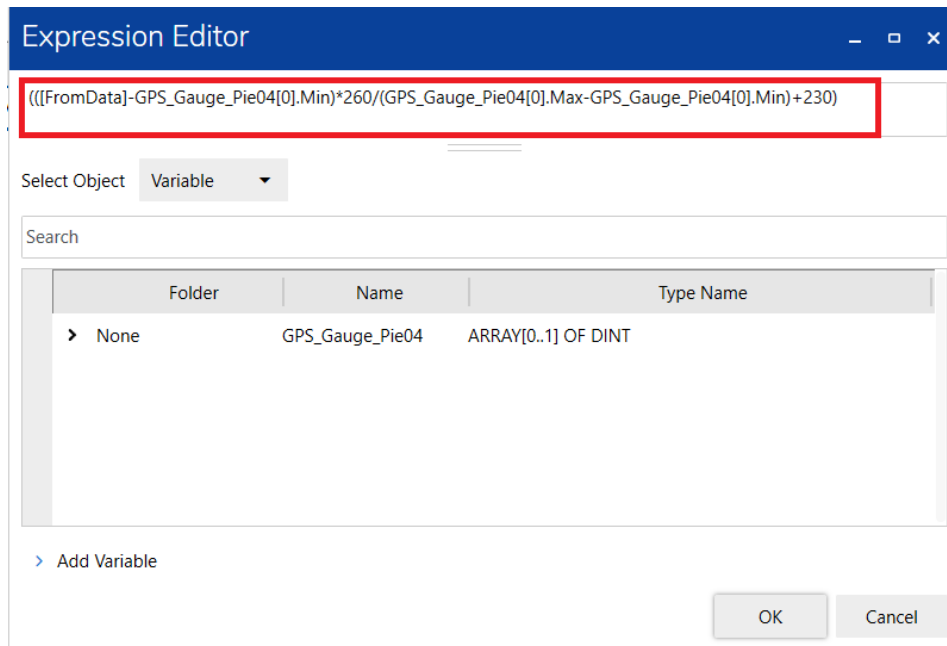 Expression Editor
(([FromData]-GPS_Gauge_Pie04[0].Min)*260/(GPS_Gauge_Pie04[0].Max-GPS_Gauge_Pie04[0].Min)+230)
Select Object Variable
Search
Folder Name Type Name
None GPS_Gauge_Pie04 ARRAY[0..1] OF DINT
Add Variable
OK Cancel